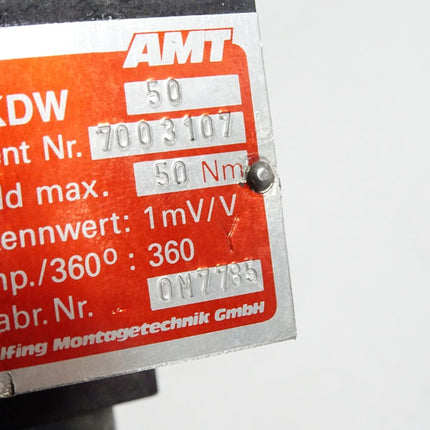 AMT
KDW 50
ent Nr. 7003107
ld max. 50 Nm
ennwert: 1mV/V
mp./360° : 360
abr. Nr. 0M7785
lfing Montagetechnik GmbH